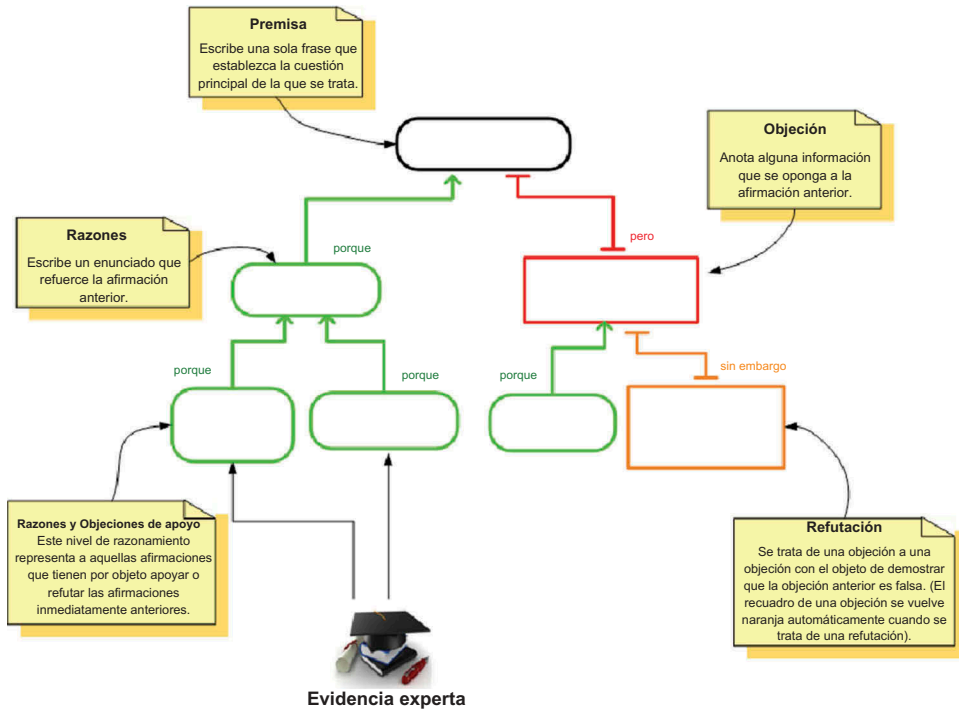 Premisa
Escribe una sola frase que
establezca la cuestión
principal de la que se trata.
Objeción
Anota alguna información
que se oponga a la
afirmación anterior.
Razones
Escribe un enunciado que
refuerce la afirmación
anterior.
porque
pero
porque
porque
porque
sin embargo
Razones y Objeciones de apoyo
Este nivel de razonamiento
representa a aquellas afirmaciones
que tienen por objeto apoyar o
refutar las afirmaciones
inmediatamente anteriores.
Refutación
Se trata de una objeción a una
objeción con el objeto de demostrar
que la objeción anterior es falsa. (El
recuadro de una objeción se vuelve
naranja automáticamente cuando se
trata de una refutación).
Evidencia experta